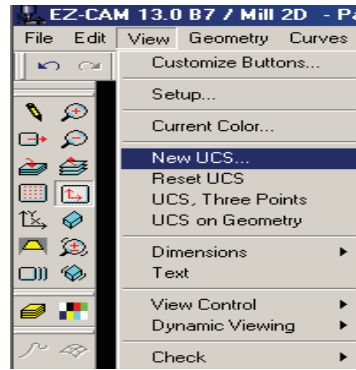 EZ-CAM 13.0 B7 / Mill 2D - Pa
File Edit View Geometry Curves
Customize Buttons...
Setup...
Current Color...
New UCS...
Reset UCS
UCS, Three Points
UCS on Geometry
Dimensions
Text
View Control
Dynamic Viewing
Check